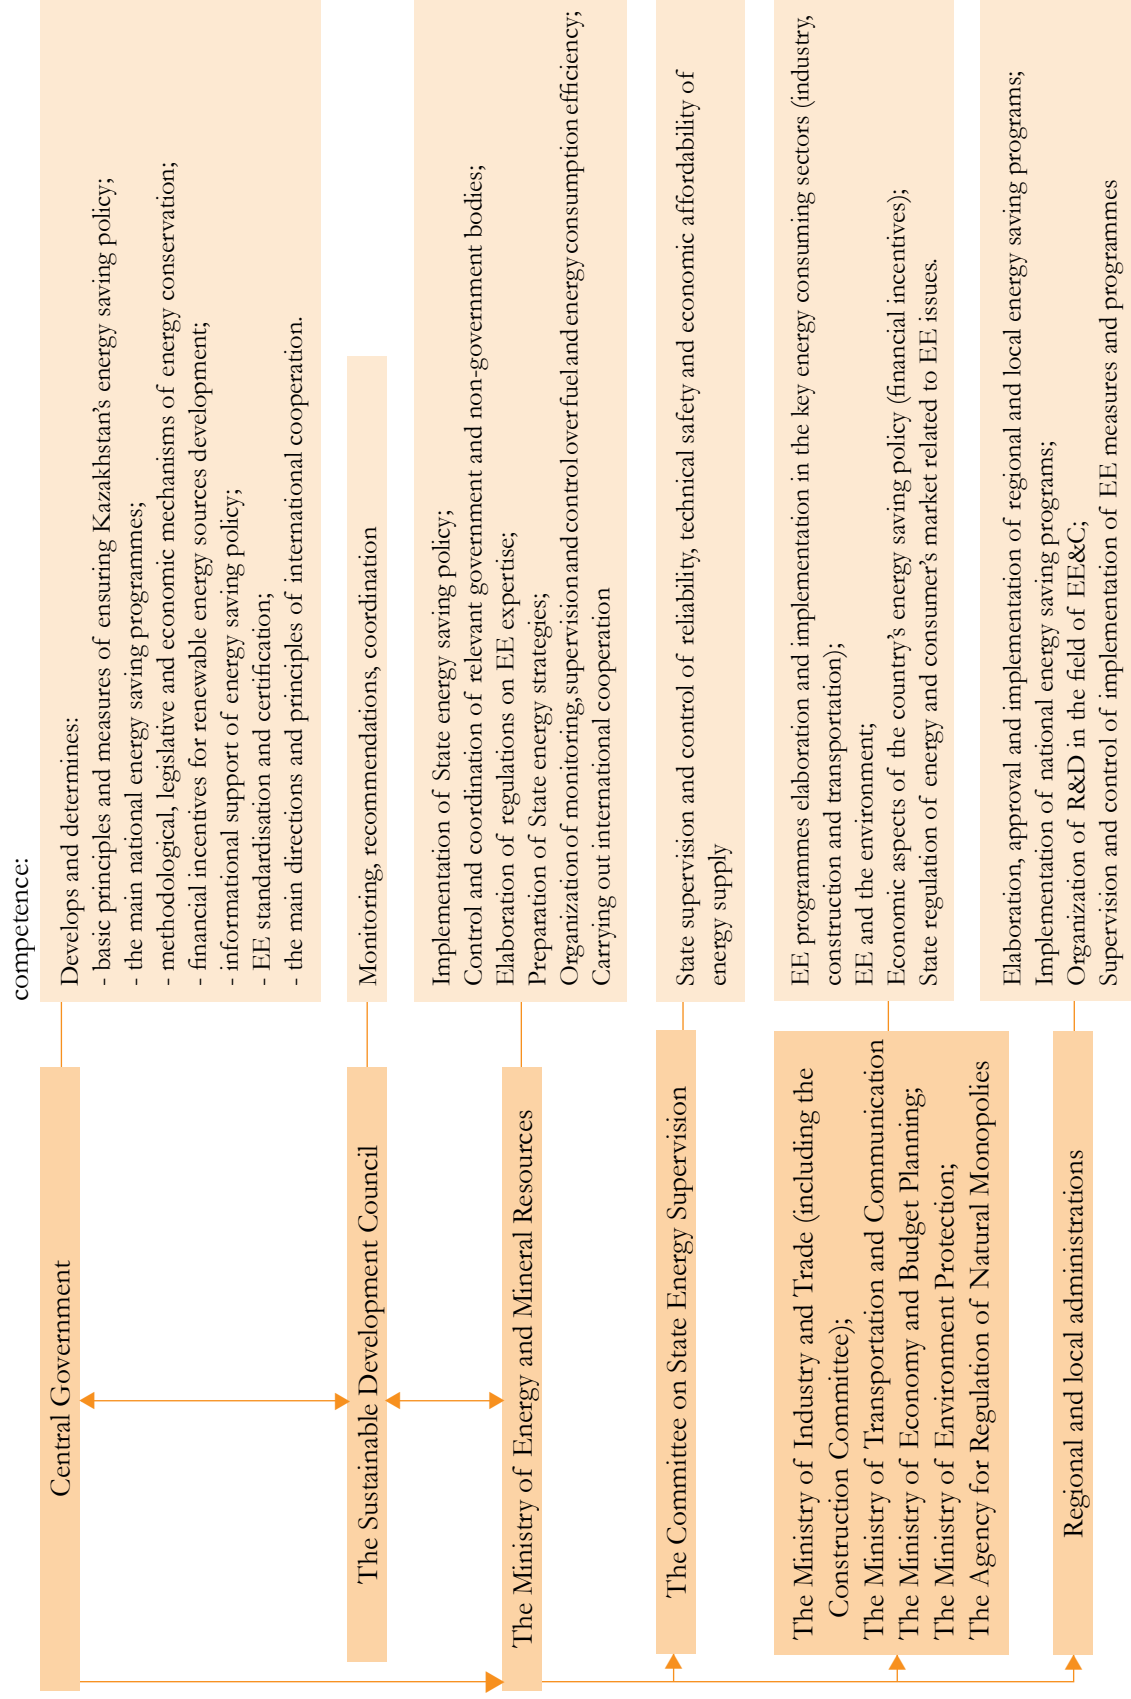 competence:
Central Government
Develops and determines:
- basic principles and measures of ensuring Kazakhstan's energy saving policy;
- the main national energy saving programmes;
- methodological, legislative and economic mechanisms of energy conservation;
- financial incentives for renewable energy sources development;
- informational support of energy saving policy;
- EE standardisation and certification;
- the main directions and principles of international cooperation.
The Sustainable Development Council
Monitoring, recommendations, coordination
The Ministry of Energy and Mineral Resources
Implementation of State energy saving policy;
Control and coordination of relevant government and non-government bodies;
Elaboration of regulations on EE expertise;
Preparation of State energy strategies;
Organization of monitoring, supervision and control over fuel and energy consumption efficiency;
Carrying out international cooperation
The Committee on State Energy Supervision
State supervision and control of reliability, technical safety and economic affordability of
energy supply
The Ministry of Industry and Trade (including the
Construction Committee);
The Ministry of Transportation and Communication
The Ministry of Economy and Budget Planning;
The Ministry of Environment Protection;
The Agency for Regulation of Natural Monopolies
EE programmes elaboration and implementation in the key energy consuming sectors (industry,
construction and transportation);
EE and the environment;
Economic aspects of the country's energy saving policy (financial incentives);
State regulation of energy and consumer's market related to EE issues.
Regional and local administrations
Elaboration, approval and implementation of regional and local energy saving programs;
Implementation of national energy saving programs;
Organization of R&D in the field of EE&C;
Supervision and control of implementation of EE measures and programmes